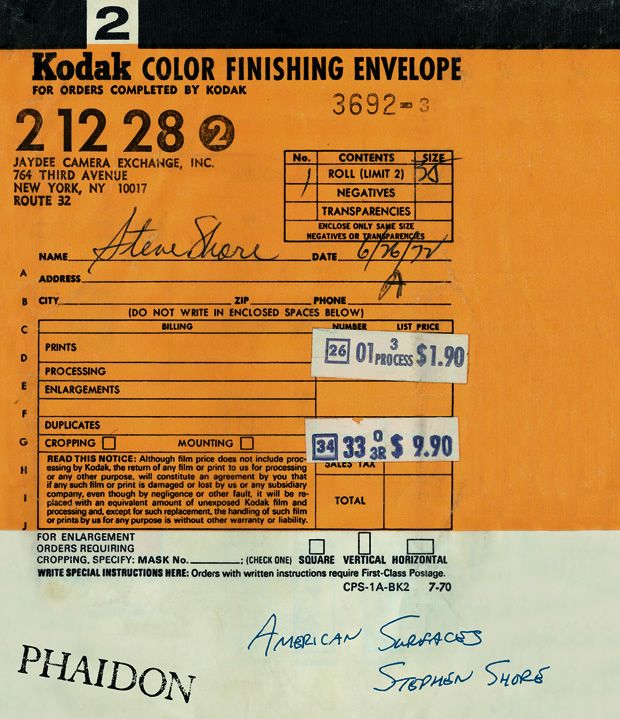 2
Kodak COLOR FINISHING ENVELOPE
FOR ORDERS COMPLETED BY KODAK
3692-3
2 12 28 2
JAYDEE CAMERA EXCHANGE, INC.
764 THIRD AVENUE
NEW YORK, NY 10017
ROUTE 32
No. CONTENTS SIZE
1 ROLL (LIMIT 2)
NEGATIVES
TRANSPARENCIES
ENCLOSE ONLY SAME SIZE
NEGATIVES OR TRANSPARENCIES
NAME Steve Shore DATE 6/26/72
A
ADDRESS A
B
CITY ZIP PHONE
(DO NOT WRITE IN ENCLOSED SPACES BELOW)
C
BILLING NUMBER LIST PRICE
D
PRINTS 26 01 3 PROCESS $1.90
PROCESSING
E
ENLARGEMENTS
F
DUPLICATES
G
CROPPING MOUNTING 34 33 0 3R $ 9.90
H
READ THIS NOTICE: Although film price does not include proc-
essing by Kodak, the return of any film or print to us for processing
or any other purpose, will constitute an agreement by you that
if any such film or print is damaged or lost by us or any subsidiary
company, even though by negligence or other fault, it will be re-
placed with an equivalent amount of unexposed Kodak film and
processing and, except for such replacement, the handling of such film
or prints by us for any purpose is without other warranty or liability.
SALES TAX
TOTAL
I
J
FOR ENLARGEMENT
ORDERS REQUIRING
CROPPING, SPECIFY: MASK No. ; (CHECK ONE) SQUARE VERTICAL HORIZONTAL
WRITE SPECIAL INSTRUCTIONS HERE: Orders with written instructions require First-Class Postage.
CPS-1A-BK2 7-70
AMERICAN SURFACES
STEPHEN SHORE
PHAIDON